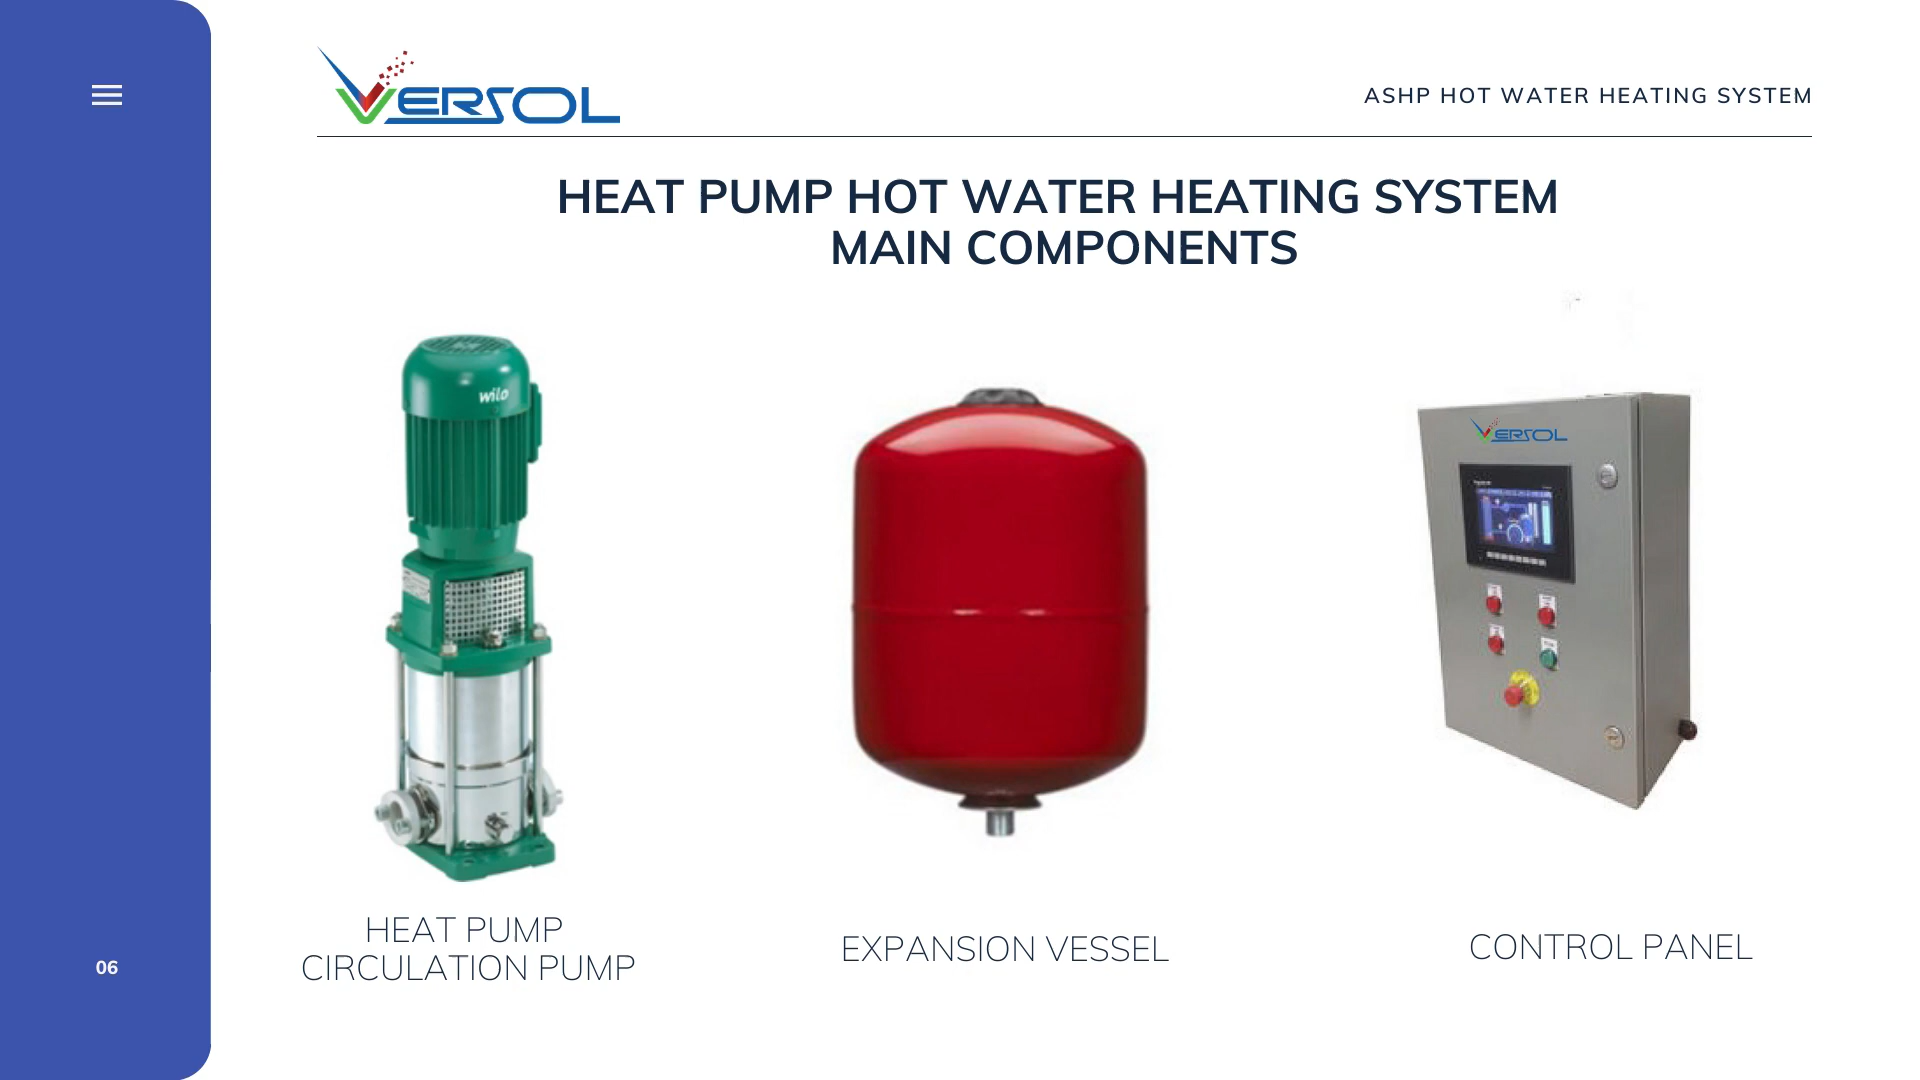 VERSOL
ASHP HOT WATER HEATING SYSTEM
HEAT PUMP HOT WATER HEATING SYSTEM
MAIN COMPONENTS
wilo
VERSOL
HEAT PUMP
CIRCULATION PUMP
EXPANSION VESSEL
CONTROL PANEL
06